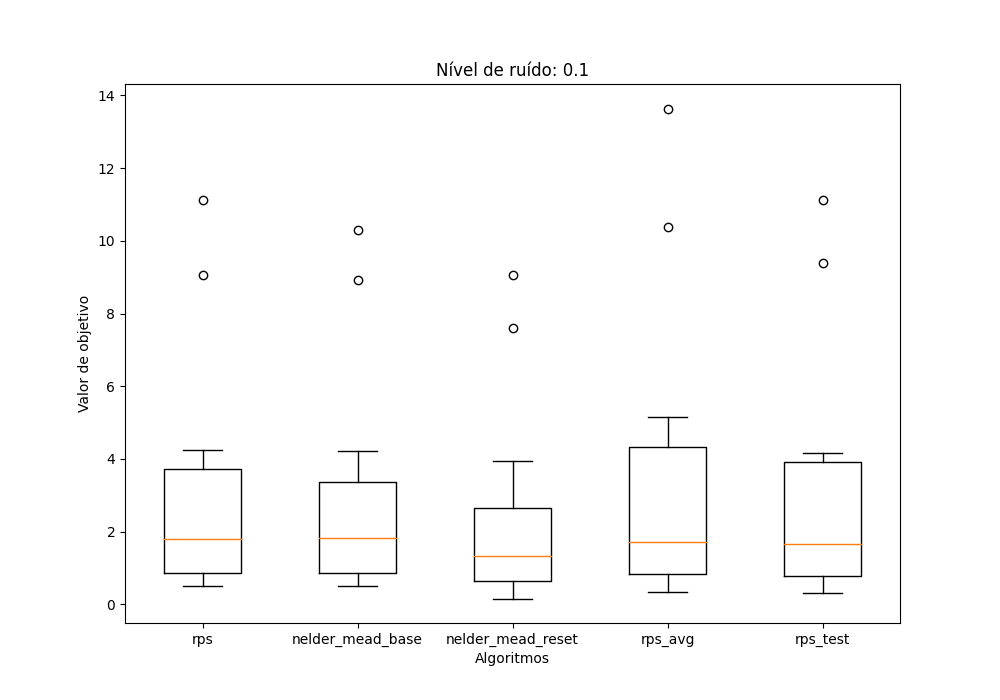 Nível de ruído: 0.1
14
12
10
8
6
4
2
0
Valor de objetivo
rps nelder_mead_base nelder_mead_reset rps_avg rps_test
Algoritmos